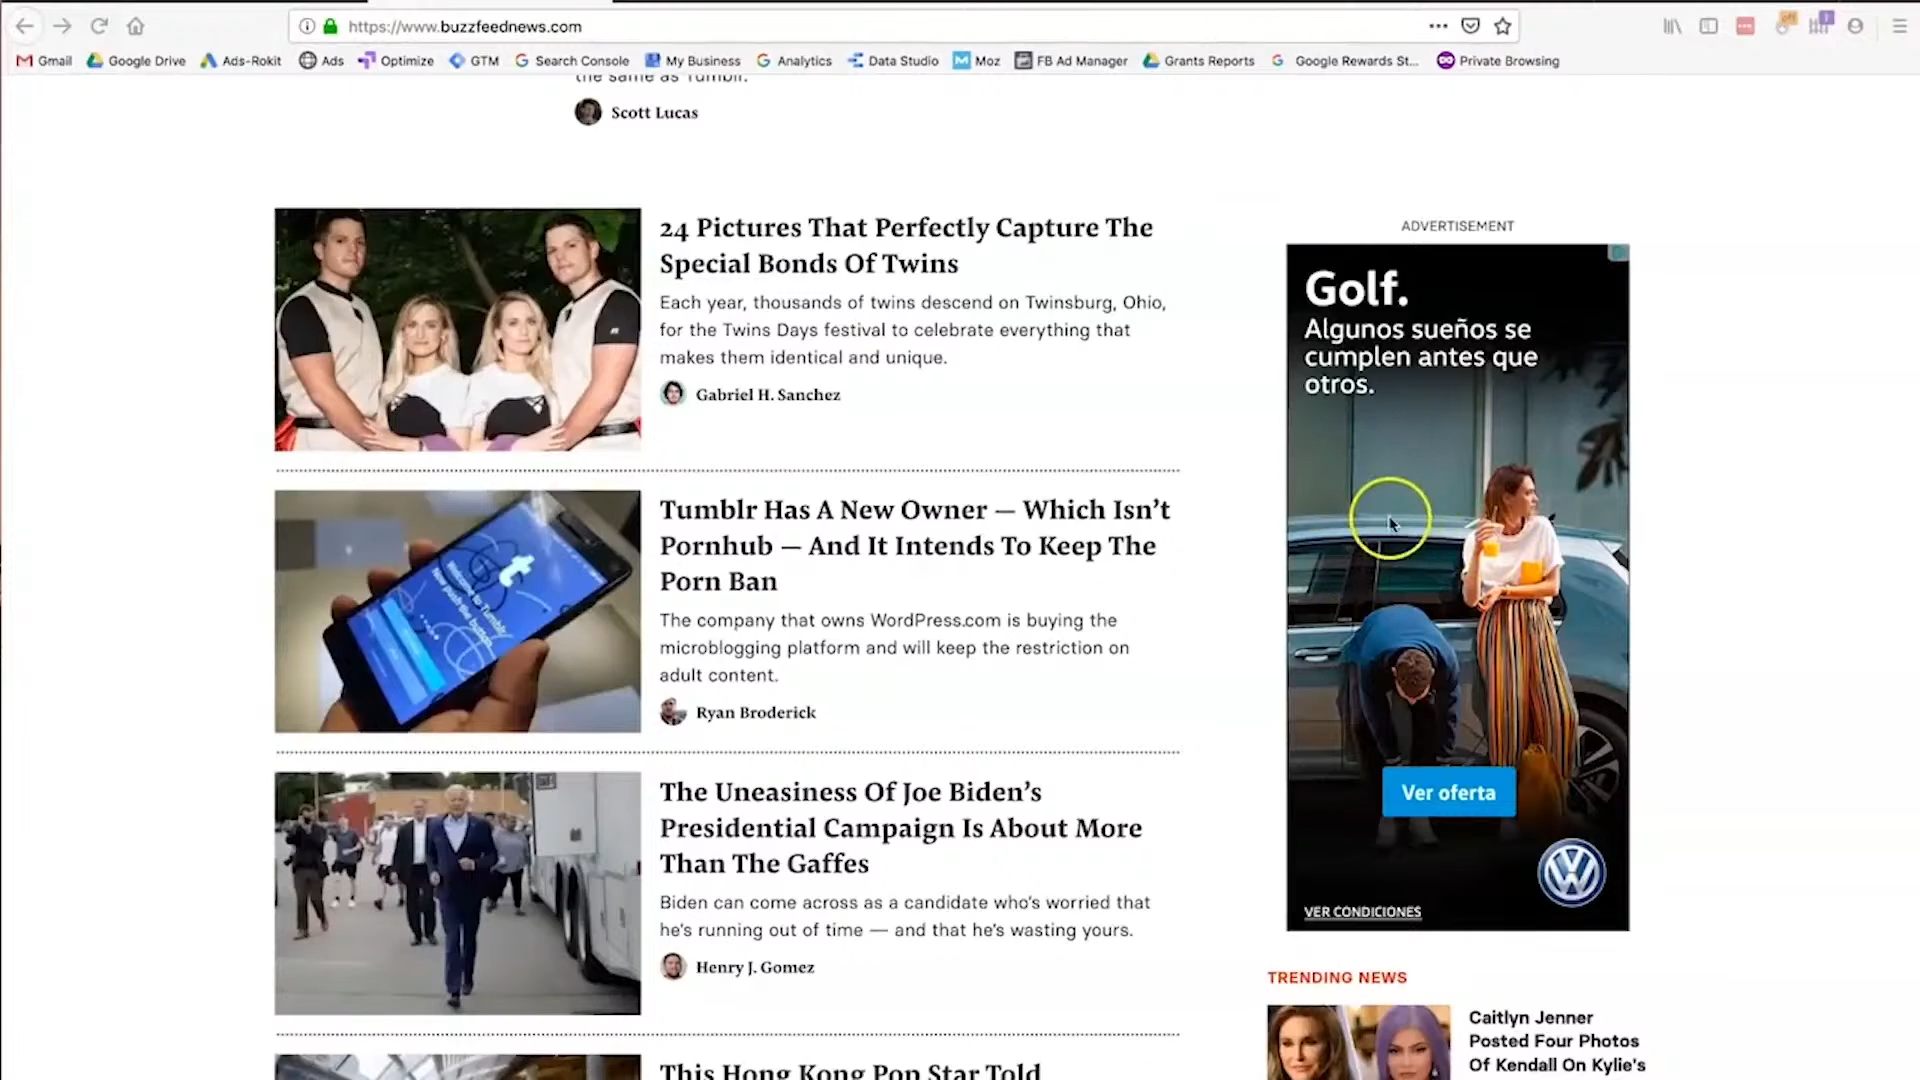 https://www.buzzfeednews.com
Gmail
Google Drive
Ads-Rokit
Ads
Optimize
GTM
Search Console
My Business
Analytics
Data Studio
Moz
FB Ad Manager
Grants Reports
Google Rewards St...
Private Browsing
the same as Tumblr.
Scott Lucas
24 Pictures That Perfectly Capture The
Special Bonds Of Twins
Each year, thousands of twins descend on Twinsburg, Ohio,
for the Twins Days festival to celebrate everything that
makes them identical and unique.
Gabriel H. Sanchez
Tumblr Has A New Owner — Which Isn’t
Pornhub — And It Intends To Keep The
Porn Ban
The company that owns WordPress.com is buying the
microblogging platform and will keep the restriction on
adult content.
Ryan Broderick
The Uneasiness Of Joe Biden’s
Presidential Campaign Is About More
Than The Gaffes
Biden can come across as a candidate who's worried that
he's running out of time — and that he's wasting yours.
Henry J. Gomez
This Hong Kong Pop Star Told
ADVERTISEMENT
Golf.
Algunos sueños se
cumplen antes que
otros.
Ver oferta
VER CONDICIONES
TRENDING NEWS
Caitlyn Jenner
Posted Four Photos
Of Kendall On Kylie's